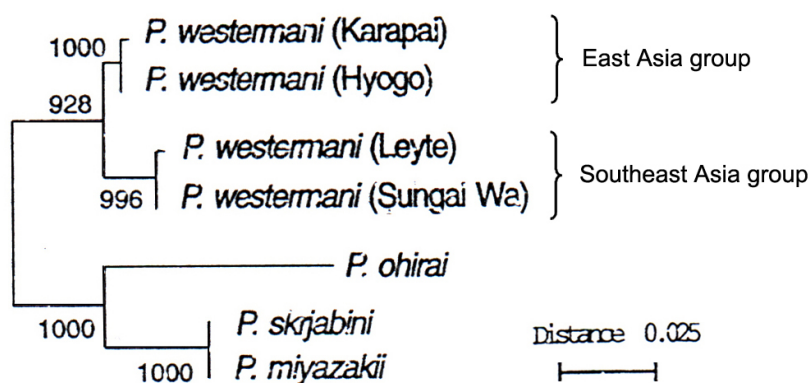 1000
P. westermani (Karapai)
P. westermani (Hyogo)
East Asia group
928
P. westermani (Leyte)
P. westermani (Sungai Wa)
Southeast Asia group
996
P. ohirai
1000
P. skrjabini
P. miyazakii
1000
Distance 0.025